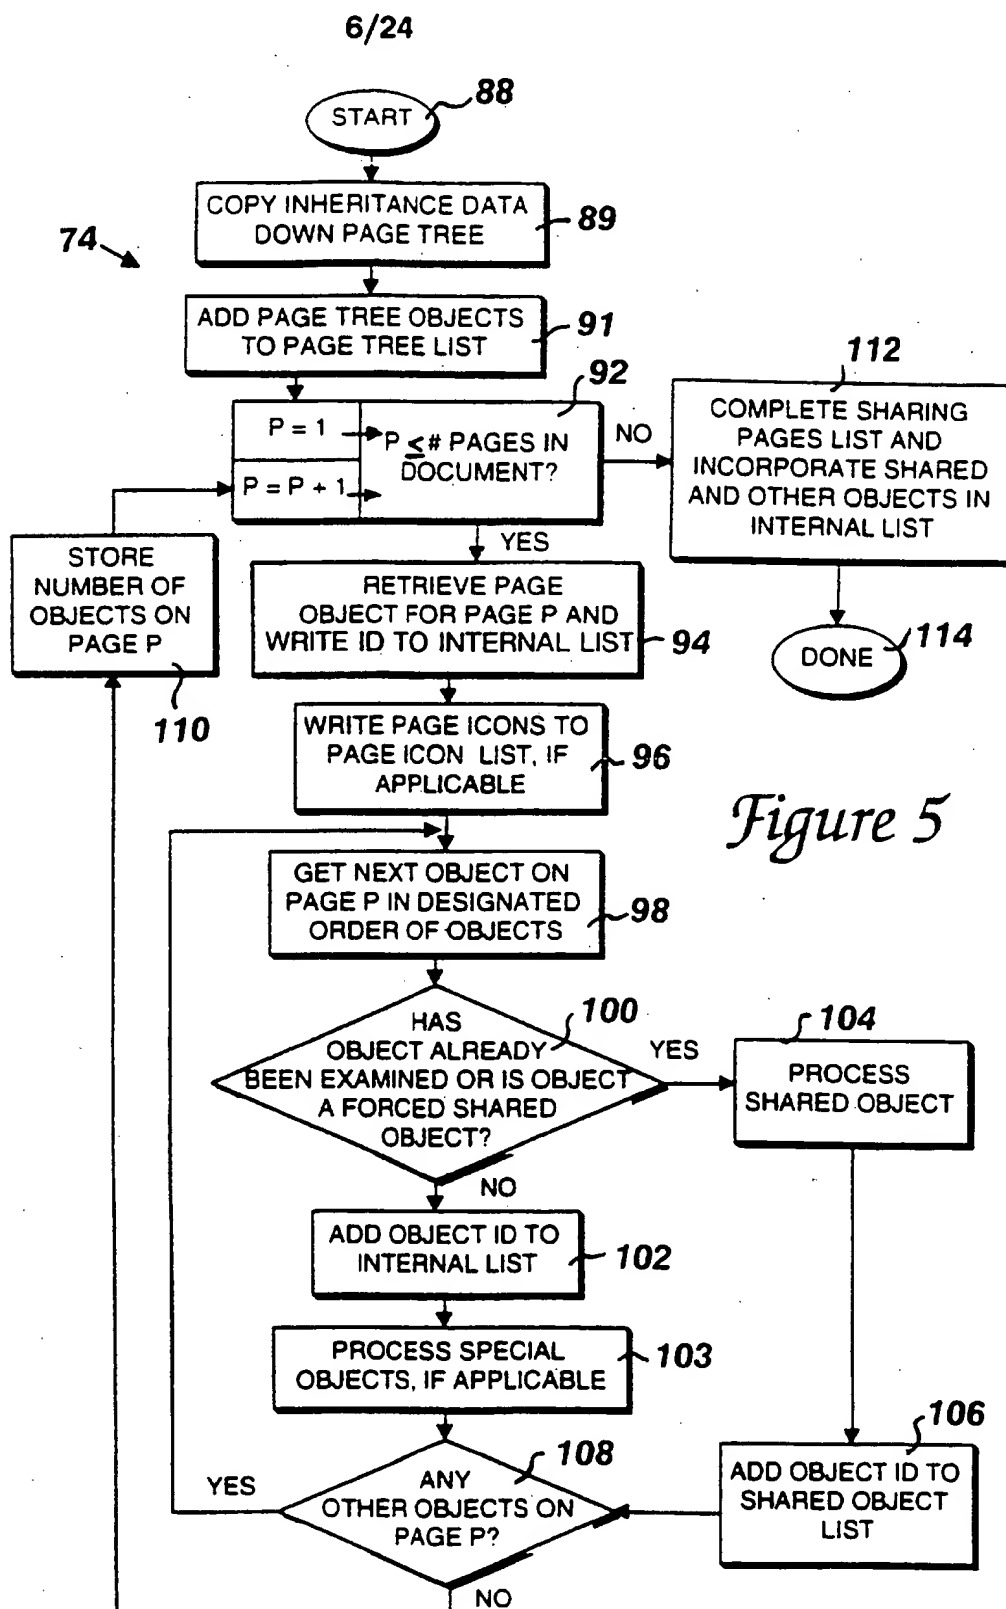 6/24
START
88
COPY INHERITANCE DATA
DOWN PAGE TREE
89
74
ADD PAGE TREE OBJECTS
TO PAGE TREE LIST
91
92
P = 1
P = P + 1
P ≤ # PAGES IN
DOCUMENT?
NO
112
COMPLETE SHARING
PAGES LIST AND
INCORPORATE SHARED
AND OTHER OBJECTS IN
INTERNAL LIST
YES
STORE
NUMBER OF
OBJECTS ON
PAGE P
110
RETRIEVE PAGE
OBJECT FOR PAGE P AND
WRITE ID TO INTERNAL LIST
94
DONE
114
WRITE PAGE ICONS TO
PAGE ICON LIST, IF
APPLICABLE
96
Figure 5
GET NEXT OBJECT ON
PAGE P IN DESIGNATED
ORDER OF OBJECTS
98
HAS
OBJECT ALREADY
BEEN EXAMINED OR IS OBJECT
A FORCED SHARED
OBJECT?
100
YES
104
PROCESS
SHARED OBJECT
NO
ADD OBJECT ID TO
INTERNAL LIST
102
PROCESS SPECIAL
OBJECTS, IF APPLICABLE
103
108
YES
ANY
OTHER OBJECTS ON
PAGE P?
106
ADD OBJECT ID TO
SHARED OBJECT
LIST
NO